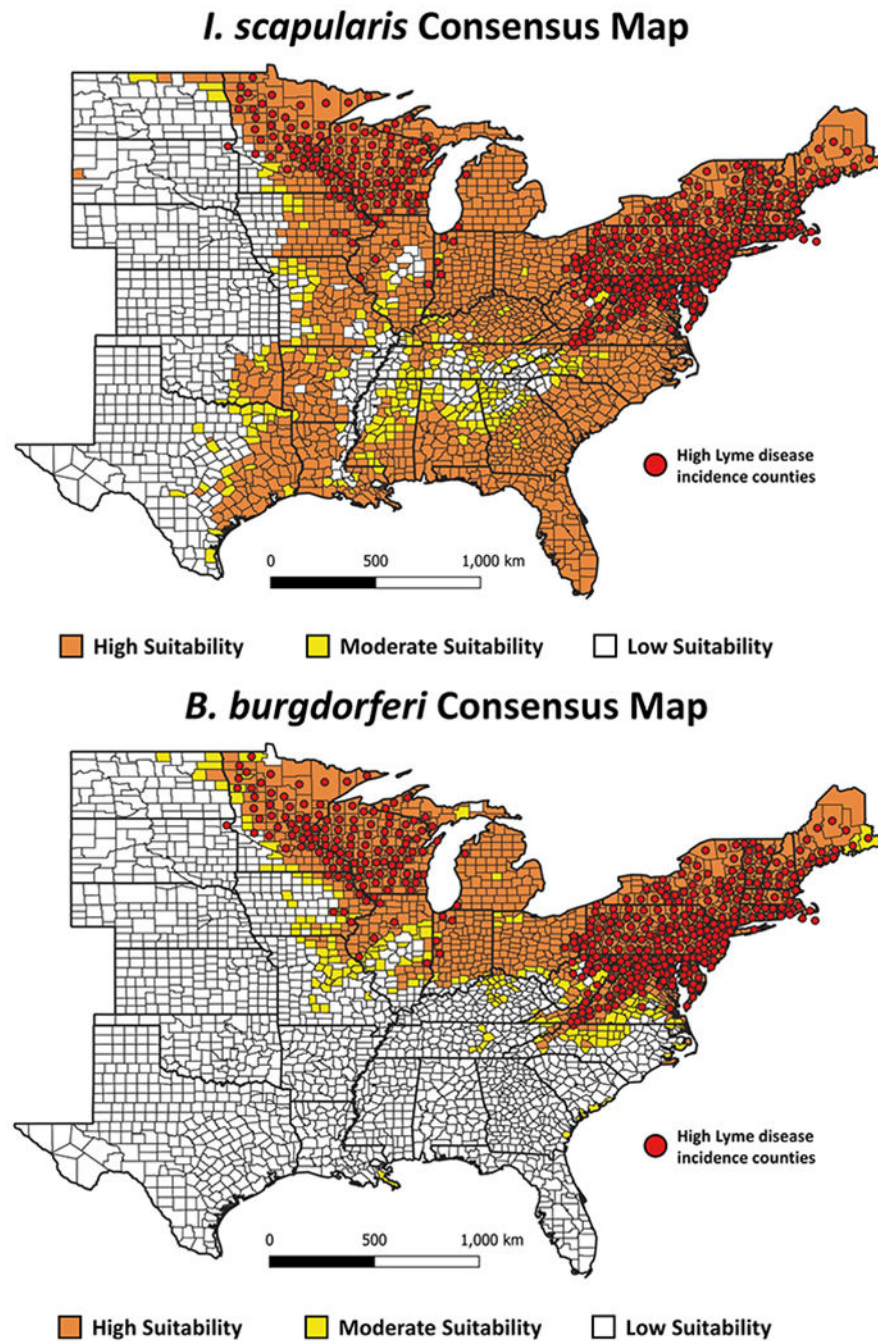 I. scapularis Consensus Map
High Lyme disease
incidence counties
0 500 1,000 km
High Suitability Moderate Suitability Low Suitability
B. burgdorferi Consensus Map
High Lyme disease
incidence counties
0 500 1,000 km
High Suitability Moderate Suitability Low Suitability